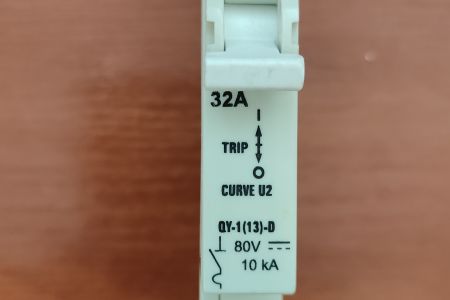 32A
I
TRIP
O
CURVE U2
QY-1(13)-D
80V ⎓
10 kA